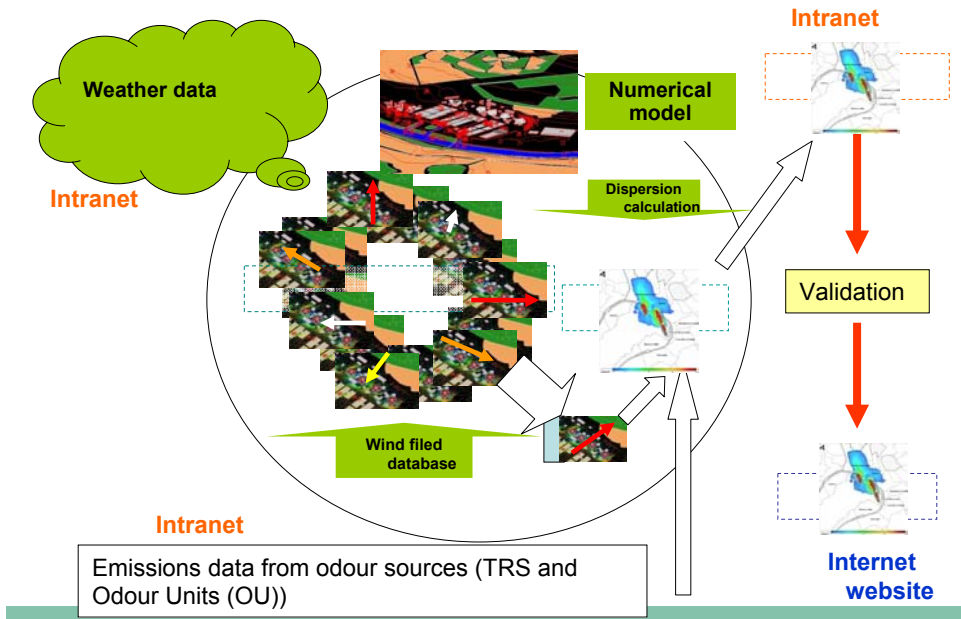 Intranet
Weather data
Numerical
model
Intranet
Dispersion
calculation
Validation
Wind filed
database
Intranet
Emissions data from odour sources (TRS and
Odour Units (OU))
Internet
website